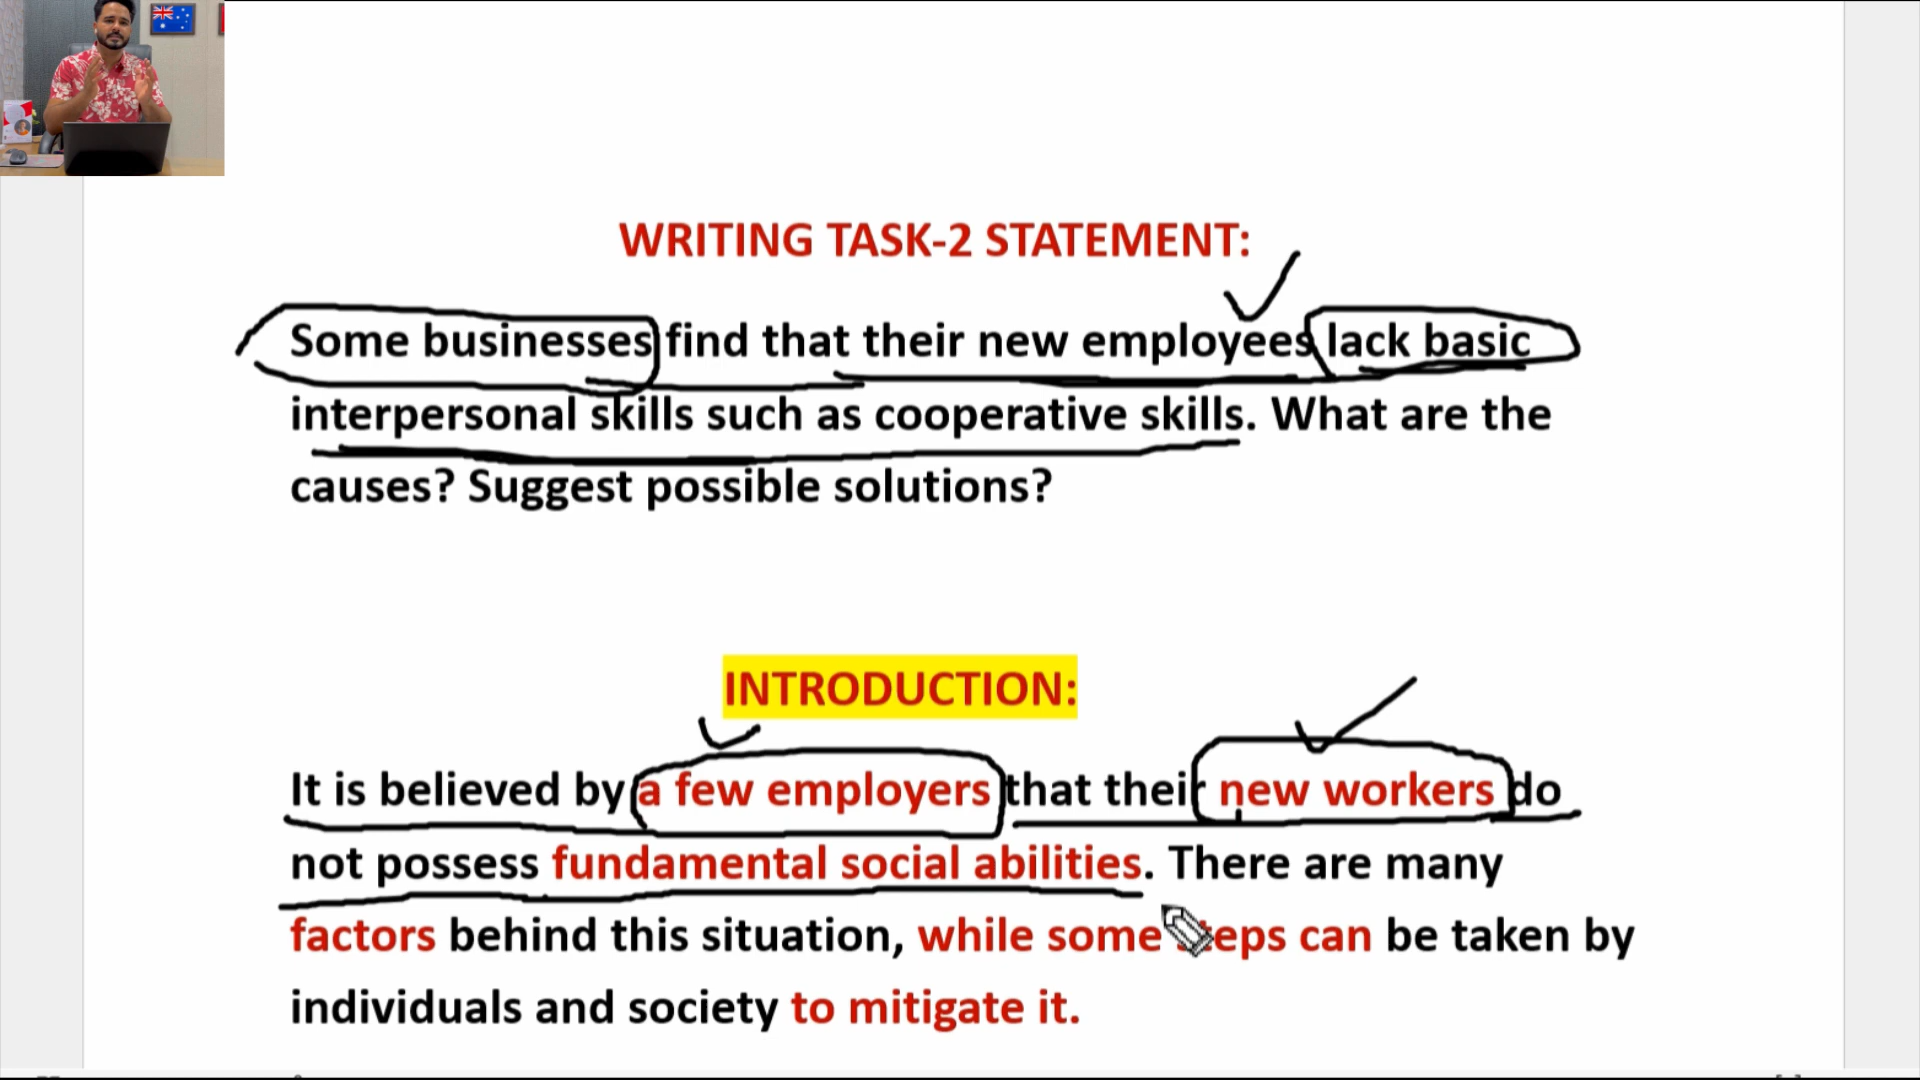 WRITING TASK-2 STATEMENT:
Some businesses find that their new employees lack basic
interpersonal skills such as cooperative skills. What are the
causes? Suggest possible solutions?
INTRODUCTION:
It is believed by a few employers that their new workers do
not possess fundamental social abilities. There are many
factors behind this situation, while some steps can be taken by
individuals and society to mitigate it.